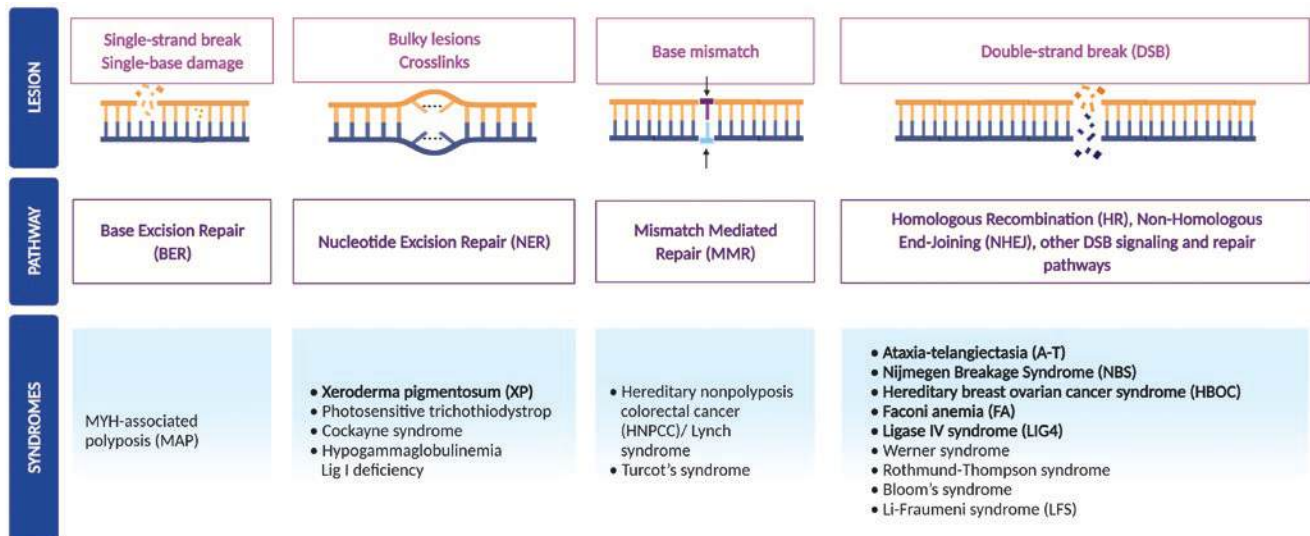 LESION
Single-strand break
Single-base damage
Bulky lesions
Crosslinks
Base mismatch
Double-strand break (DSB)
PATHWAY
Base Excision Repair
(BER)
Nucleotide Excision Repair (NER)
Mismatch Mediated
Repair (MMR)
Homologous Recombination (HR), Non-Homologous
End-Joining (NHEJ), other DSB signaling and repair
pathways
SYNDROMES
MYH-associated
polyposis (MAP)
• Xeroderma pigmentosum (XP)
• Photosensitive trichothiodystrop
• Cockayne syndrome
• Hypogammaglobulinemia
Lig I deficiency
• Hereditary nonpolyposis
colorectal cancer
(HNPCC)/ Lynch
syndrome
• Turcot's syndrome
• Ataxia-telangiectasia (A-T)
• Nijmegen Breakage Syndrome (NBS)
• Hereditary breast ovarian cancer syndrome (HBOC)
• Faconi anemia (FA)
• Ligase IV syndrome (LIG4)
• Werner syndrome
• Rothmund-Thompson syndrome
• Bloom's syndrome
• Li-Fraumeni syndrome (LFS)